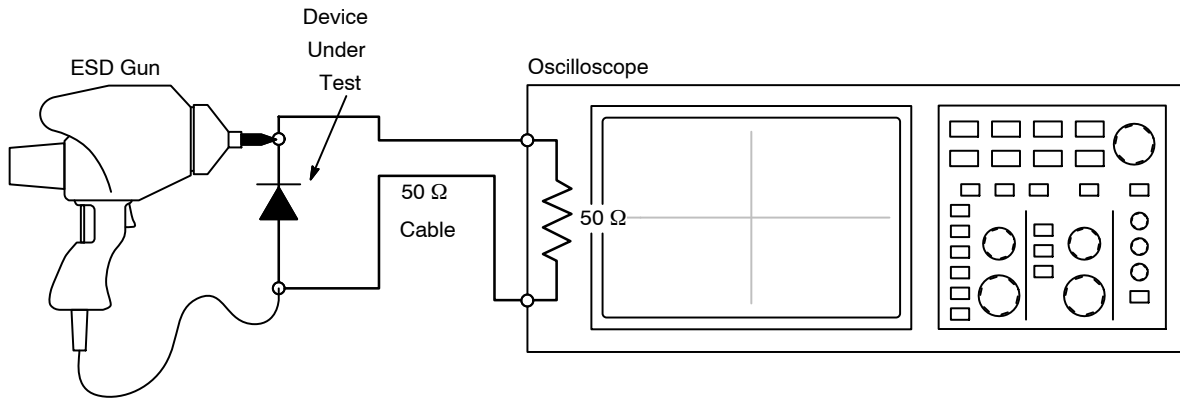 Device
Under
Test
ESD Gun
Oscilloscope
50 Ω
Cable
50 Ω